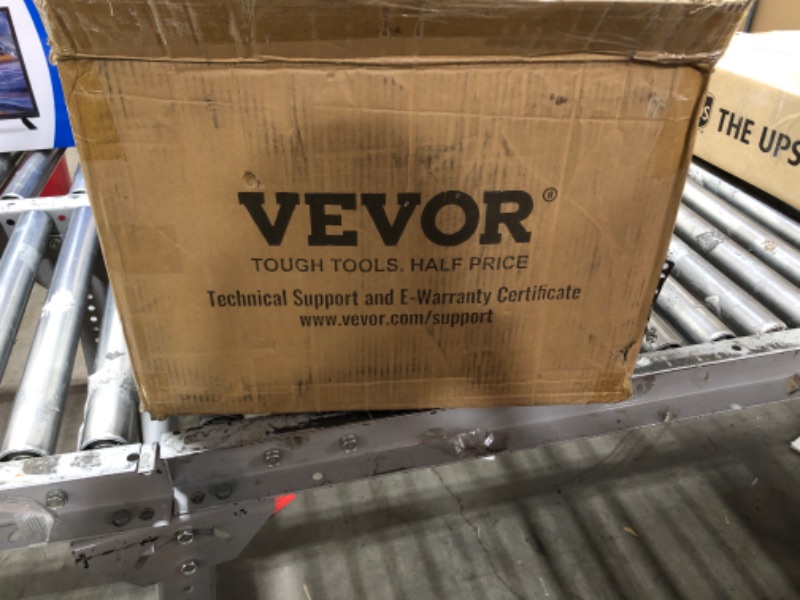 VEVOR®
TOUGH TOOLS. HALF PRICE
Technical Support and E-Warranty Certificate
www.vevor.com/support
THE UPS